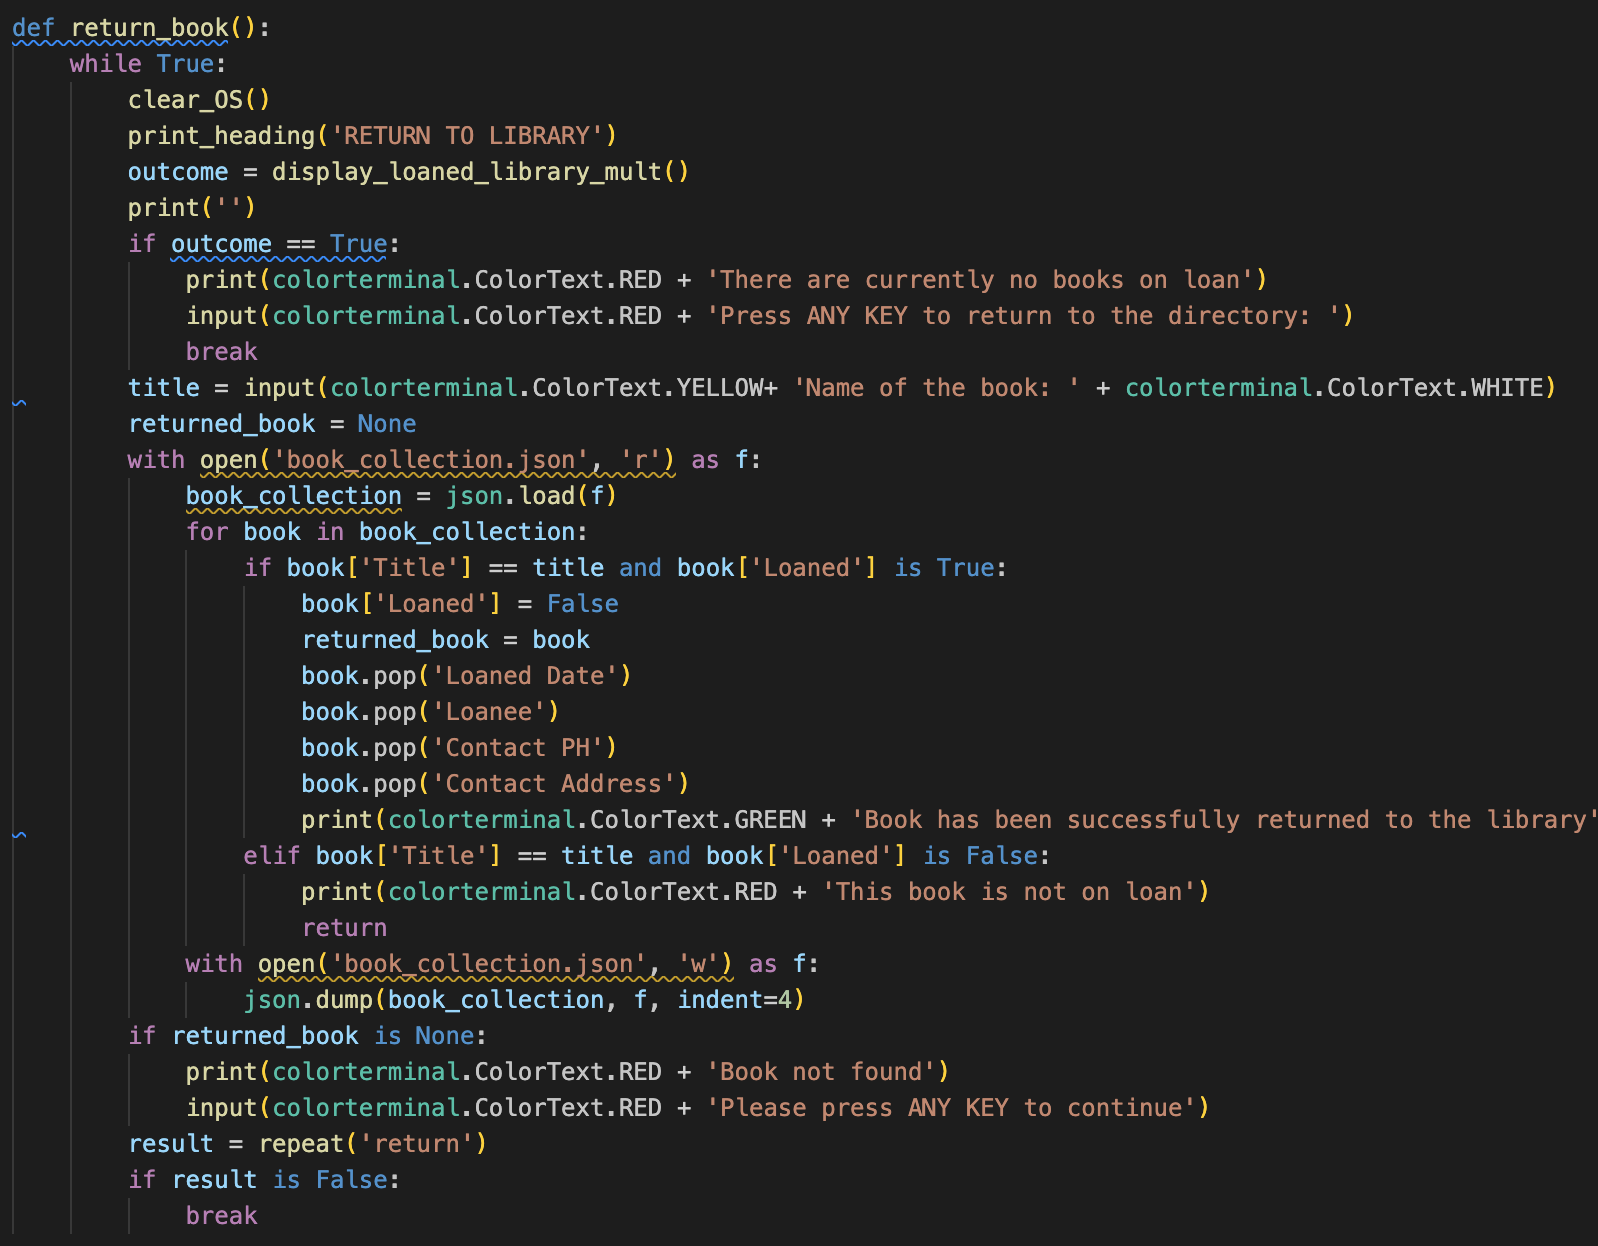 def return_book():
    while True:
        clear_OS()
        print_heading('RETURN TO LIBRARY')
        outcome = display_loaned_library_mult()
        print('')
        if outcome == True:
            print(colorterminal.ColorText.RED + 'There are currently no books on loan')
            input(colorterminal.ColorText.RED + 'Press ANY KEY to return to the directory: ')
            break
        title = input(colorterminal.ColorText.YELLOW+ 'Name of the book: ' + colorterminal.ColorText.WHITE)
        returned_book = None
        with open('book_collection.json', 'r') as f:
            book_collection = json.load(f)
            for book in book_collection:
                if book['Title'] == title and book['Loaned'] is True:
                    book['Loaned'] = False
                    returned_book = book
                    book.pop('Loaned Date')
                    book.pop('Loanee')
                    book.pop('Contact PH')
                    book.pop('Contact Address')
                    print(colorterminal.ColorText.GREEN + 'Book has been successfully returned to the library'
                elif book['Title'] == title and book['Loaned'] is False:
                    print(colorterminal.ColorText.RED + 'This book is not on loan')
                    return
            with open('book_collection.json', 'w') as f:
                json.dump(book_collection, f, indent=4)
        if returned_book is None:
            print(colorterminal.ColorText.RED + 'Book not found')
            input(colorterminal.ColorText.RED + 'Please press ANY KEY to continue')
        result = repeat('return')
        if result is False:
            break